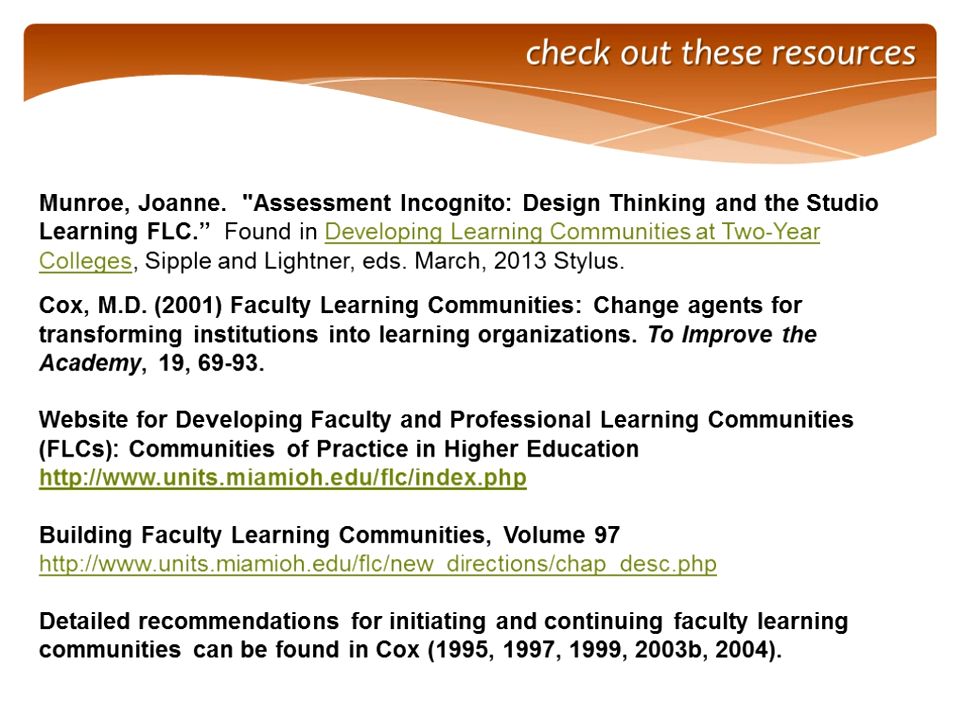 check out these resources
Munroe, Joanne. "Assessment Incognito: Design Thinking and the Studio
Learning FLC.” Found in Developing Learning Communities at Two-Year
Colleges, Sipple and Lightner, eds. March, 2013 Stylus.
Cox, M.D. (2001) Faculty Learning Communities: Change agents for
transforming institutions into learning organizations. To Improve the
Academy, 19, 69-93.
Website for Developing Faculty and Professional Learning Communities
(FLCs): Communities of Practice in Higher Education
http://www.units.miamioh.edu/flc/index.php
Building Faculty Learning Communities, Volume 97
http://www.units.miamioh.edu/flc/new_directions/chap_desc.php
Detailed recommendations for initiating and continuing faculty learning
communities can be found in Cox (1995, 1997, 1999, 2003b, 2004).